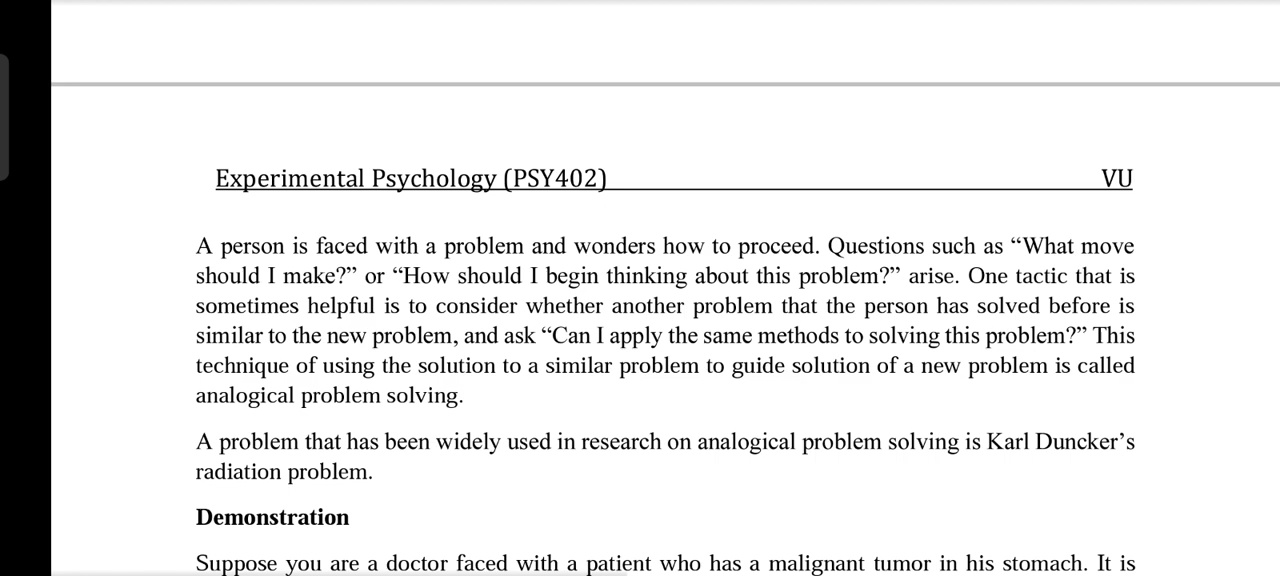 Experimental Psychology (PSY402) VU
A person is faced with a problem and wonders how to proceed. Questions such as “What move
should I make?” or “How should I begin thinking about this problem?” arise. One tactic that is
sometimes helpful is to consider whether another problem that the person has solved before is
similar to the new problem, and ask “Can I apply the same methods to solving this problem?” This
technique of using the solution to a similar problem to guide solution of a new problem is called
analogical problem solving.
A problem that has been widely used in research on analogical problem solving is Karl Duncker’s
radiation problem.
Demonstration
Suppose you are a doctor faced with a patient who has a malignant tumor in his stomach. It is